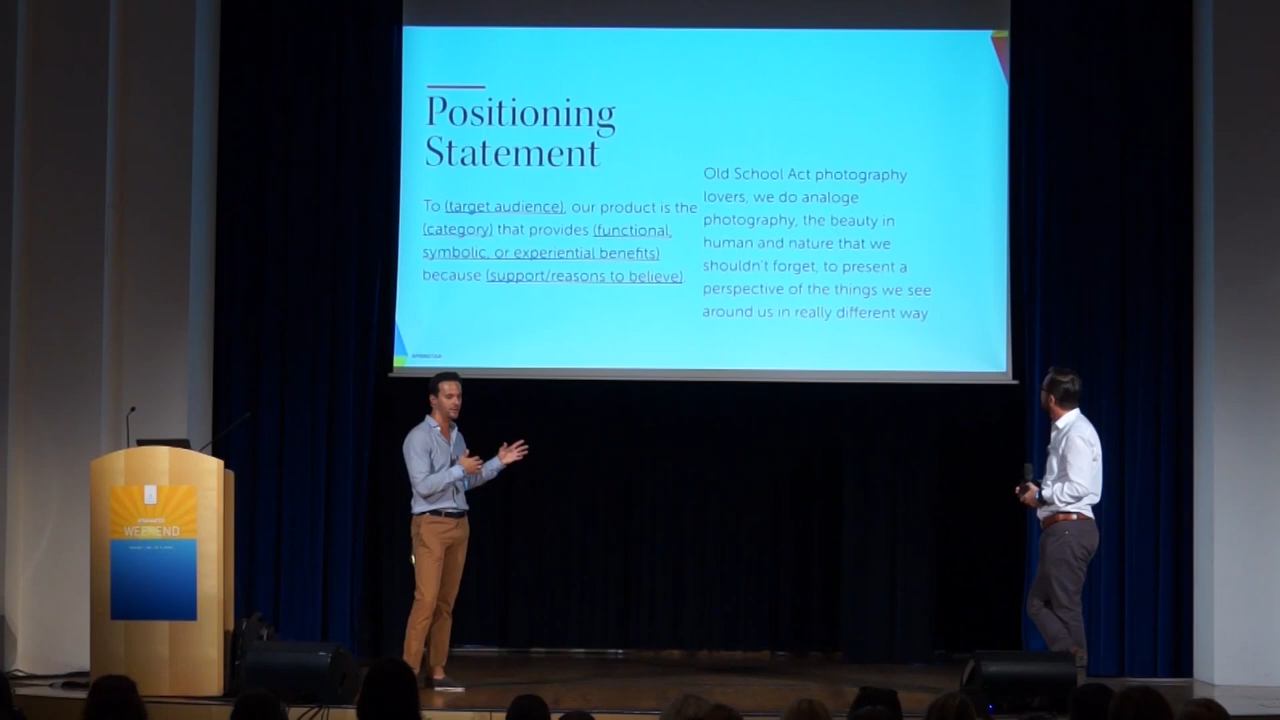 Positioning
Statement
To (target audience), our product is the
(category) that provides (functional,
symbolic, or experiential benefits)
because (support/reasons to believe).
Old School Act photography
lovers, we do analoge
photography, the beauty in
human and nature that we
shouldn't forget, to present a
perspective of the things we see
around us in really different way
WEEKEND